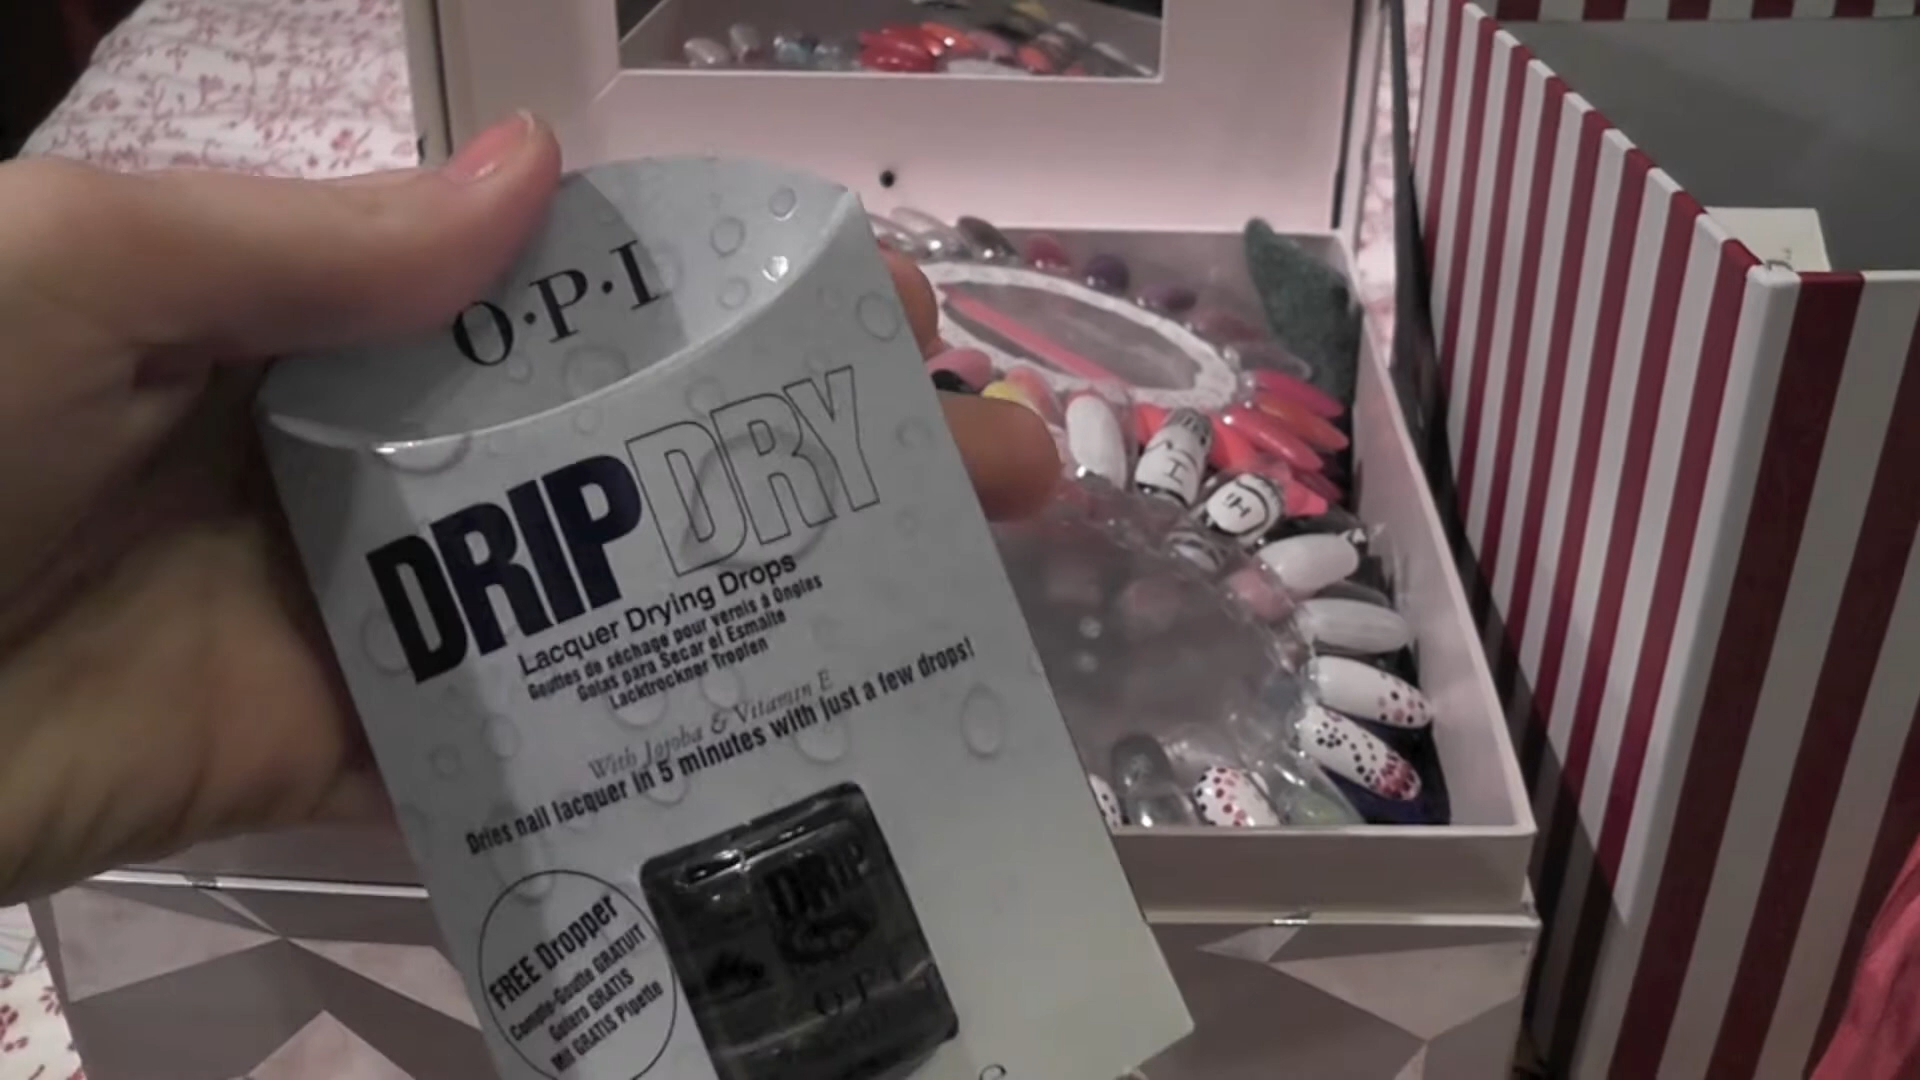 O·P·I
DRIPDRY
Lacquer Drying Drops
Gouttes de séchage pour vernis à Ongles
Gotas para Secar el Esmalte
Lacktrockner Tropfen
With Jojoba & Vitamin E
Dries nail lacquer in 5 minutes with just a few drops!
FREE Dropper
Compte-Goutte GRATUIT
Gotero GRATIS
Mit GRATIS Pipette
DRIP
O·P·I